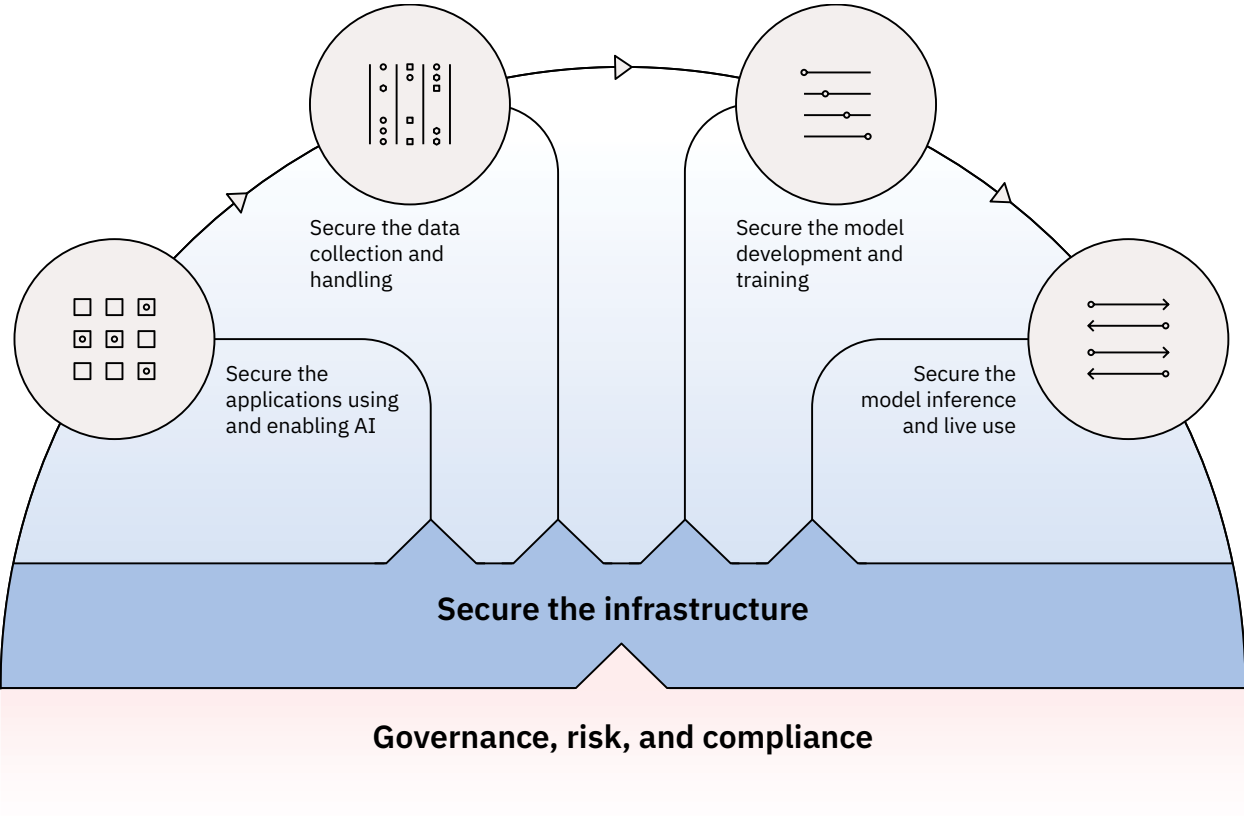 Secure the data
collection and
handling
Secure the model
development and
training
Secure the
applications using
and enabling AI
Secure the
model inference
and live use
Secure the infrastructure
Governance, risk, and compliance